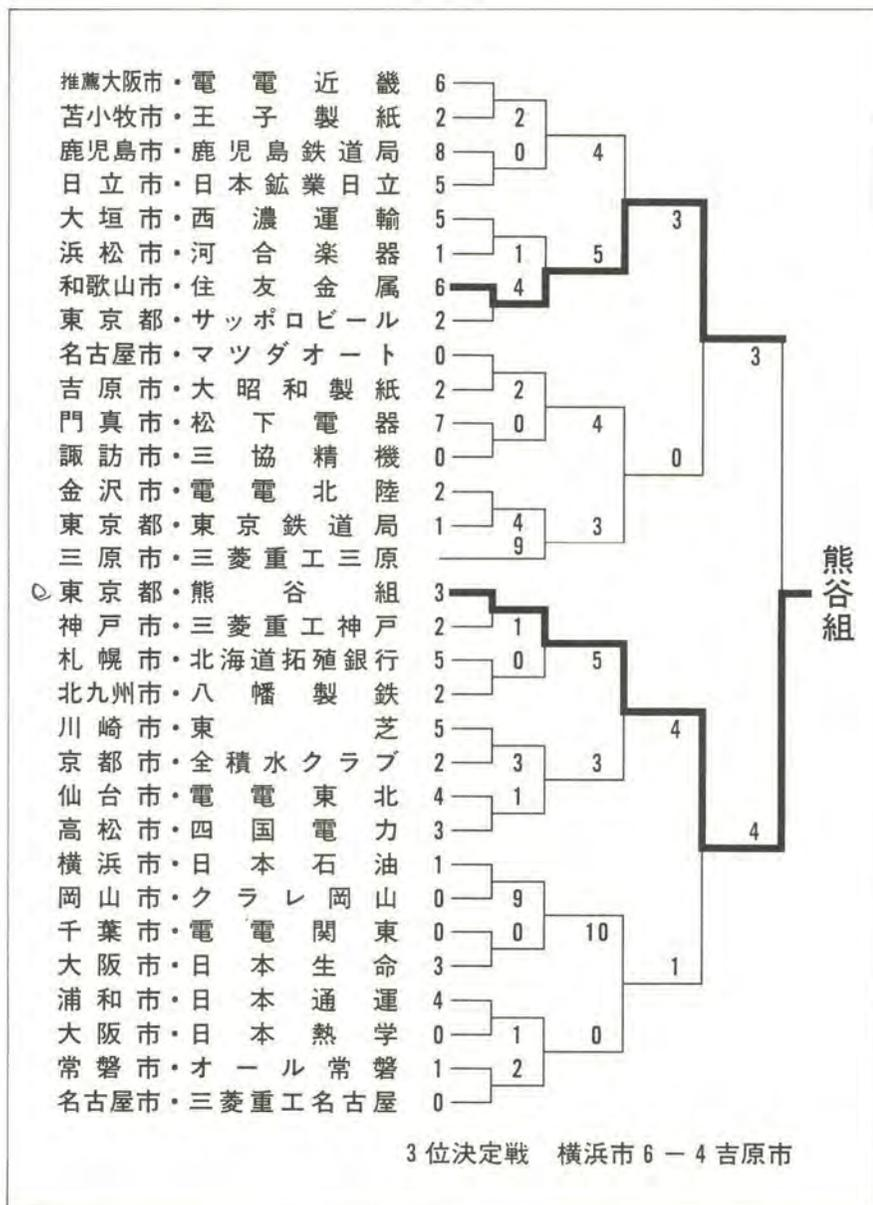 推薦大阪市・電電近畿 6
苫小牧市・王子製紙 2 2
鹿児島市・鹿児島鉄道局 8 0 4
日立市・日本鉱業日立 5
大垣市・西濃運輸 5 3
浜松市・河合楽器 1 1 5
和歌山市・住友金属 6 4
東京都・サッポロビール 2
名古屋市・マツダオート 0 3
吉原市・大昭和製紙 2 2
門真市・松下電器 7 0 4
諏訪市・三協精機 0 0
金沢市・電電北陸 2
東京都・東京鉄道局 1 4 3
三原市・三菱重工三原 9
東京都・熊谷組 3
熊谷組
神戸市・三菱重工神戸 2 1
札幌市・北海道拓殖銀行 5 0 5
北九州市・八幡製鉄 2
川崎市・東芝 5 4
京都市・全積水クラブ 2 3 3
仙台市・電電東北 4 1
高松市・四国電力 3 4
横浜市・日本石油 1
岡山市・クラレ岡山 0 9
千葉市・電電関東 0 0 10
大阪市・日本生命 3 1
浦和市・日本通運 4
大阪市・日本熱学 0 1 0
常磐市・オール常磐 1 2
名古屋市・三菱重工名古屋 0
3位決定戦 横浜市6－4吉原市